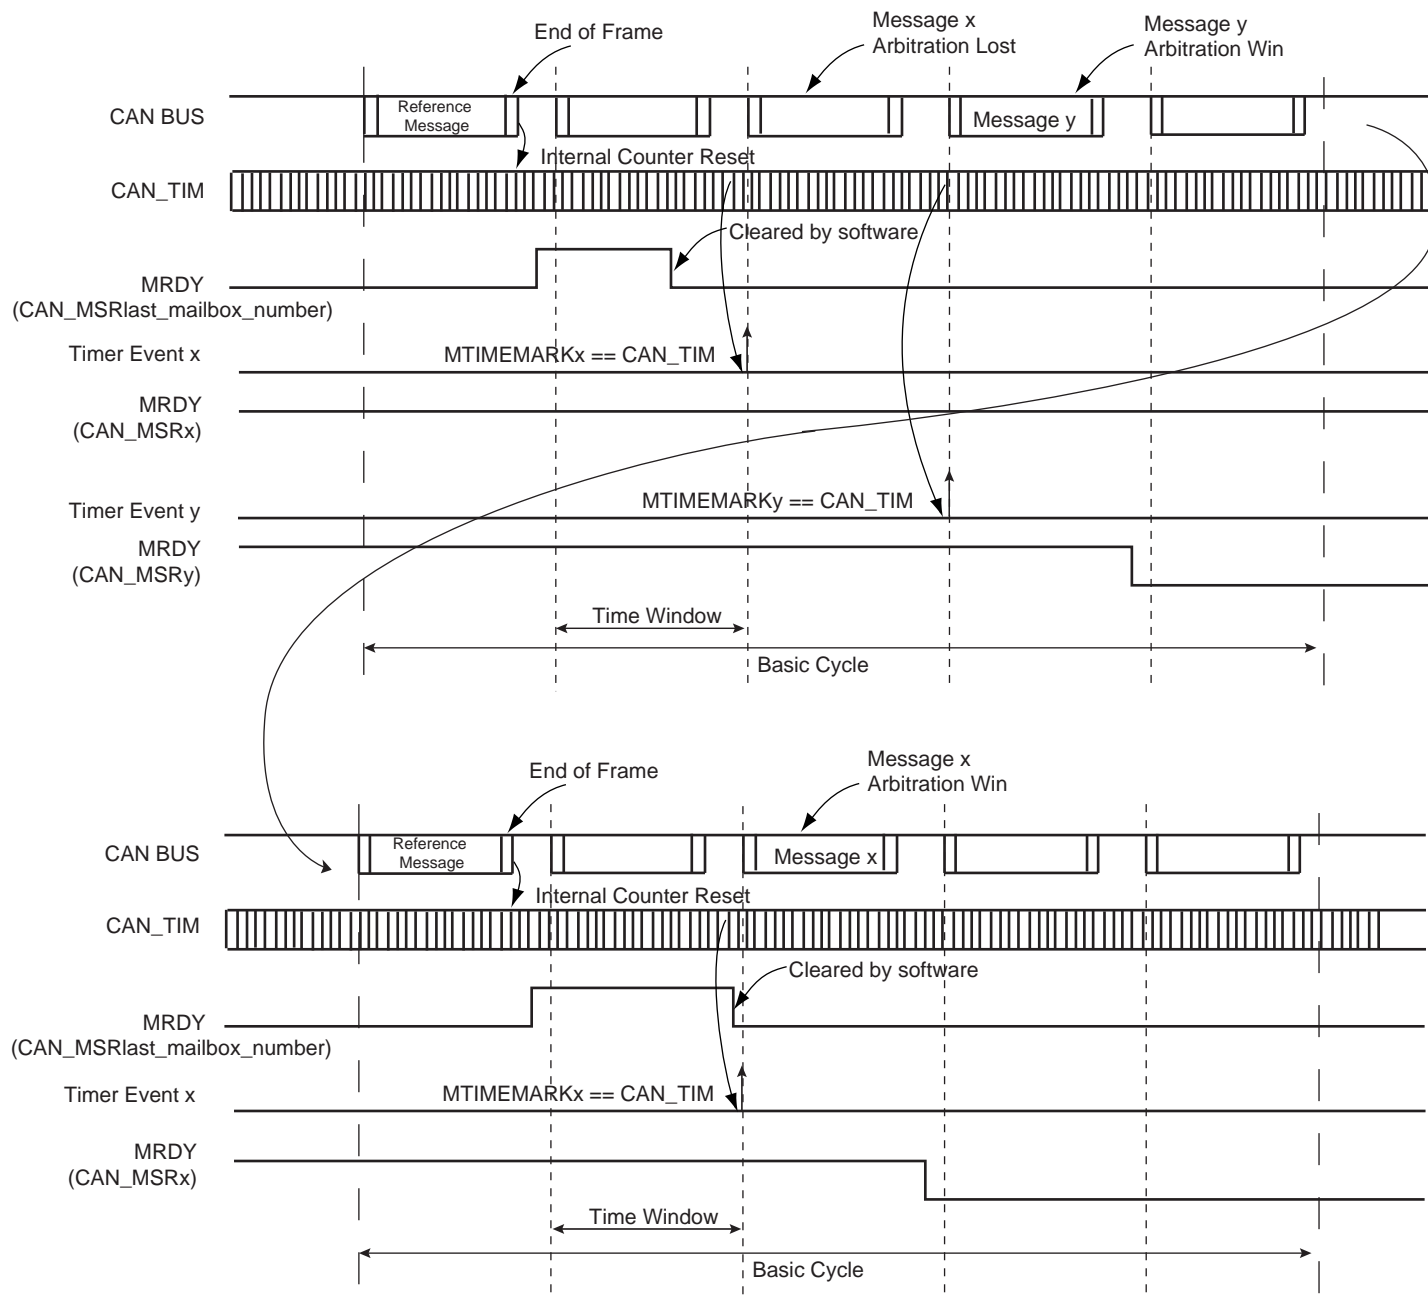 End of Frame
Message x
Arbitration Lost
Message y
Arbitration Win
CAN BUS
Reference
Message
Message y
Internal Counter Reset
CAN_TIM
Cleared by software
MRDY
(CAN_MSRlast_mailbox_number)
Timer Event x
MTIMEMARKx == CAN_TIM
MRDY
(CAN_MSRx)
Timer Event y
MTIMEMARKy == CAN_TIM
MRDY
(CAN_MSRy)
Time Window
Basic Cycle
End of Frame
Message x
Arbitration Win
CAN BUS
Reference
Message
Message x
Internal Counter Reset
CAN_TIM
Cleared by software
MRDY
(CAN_MSRlast_mailbox_number)
Timer Event x
MTIMEMARKx == CAN_TIM
MRDY
(CAN_MSRx)
Time Window
Basic Cycle